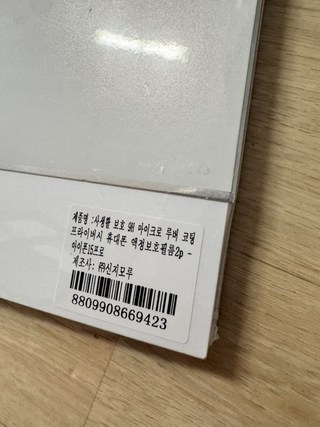 제품명 :사생활 보호 9H 마이크로 무버 코팅
프라이버시 휴대폰 액정보호필름2p -
아이폰15프로
제조사: ㈜신지모루
8809908669423